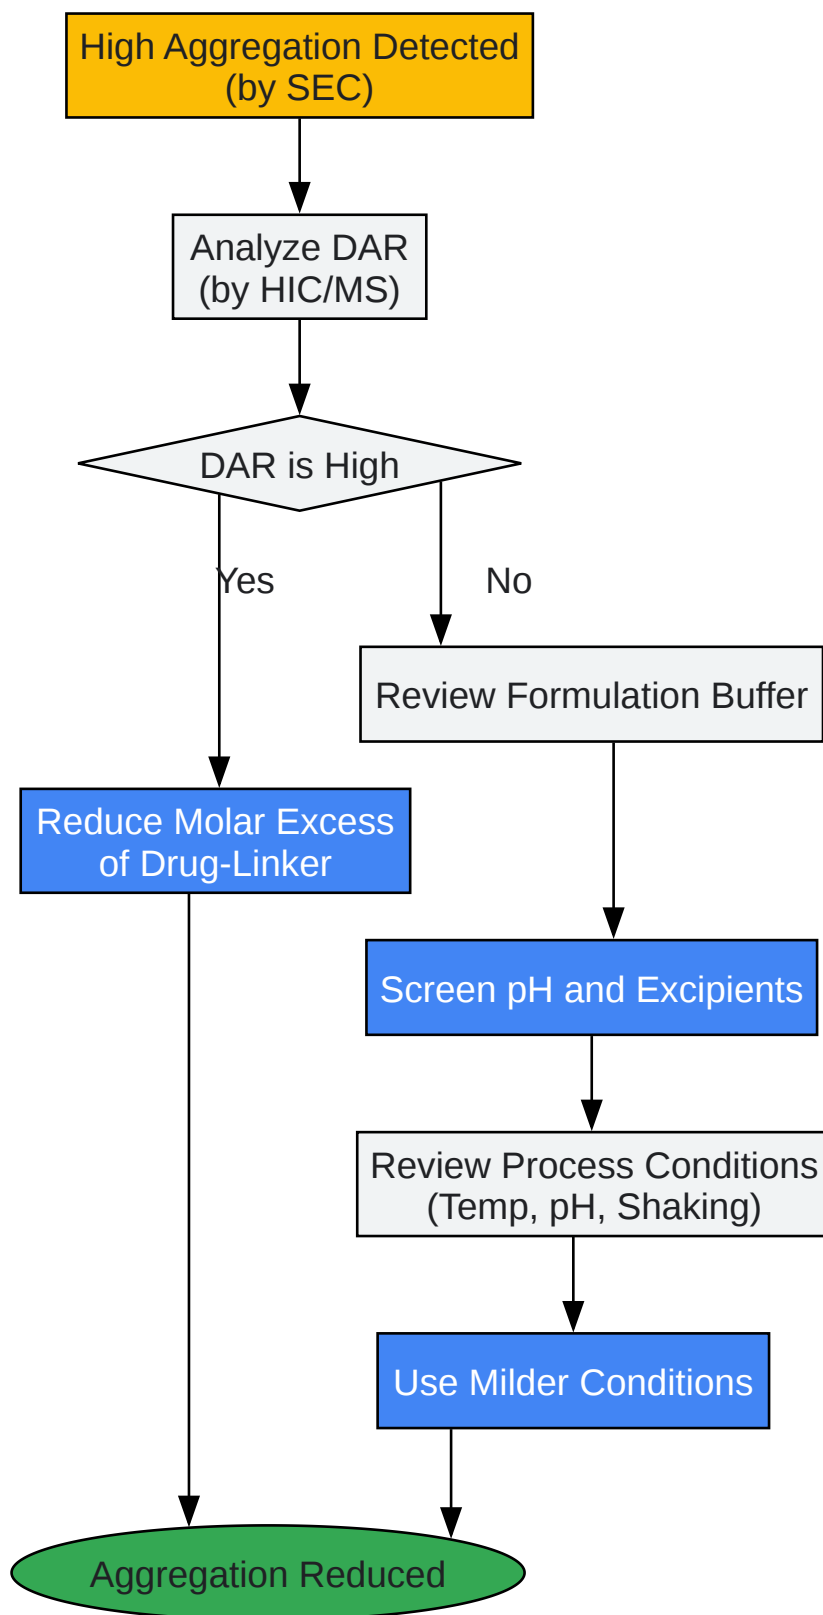 High Aggregation Detected
(by SEC)
Analyze DAR
(by HIC/MS)
DAR is High
Yes
No
Review Formulation Buffer
Reduce Molar Excess
of Drug-Linker
Screen pH and Excipients
Review Process Conditions
(Temp, pH, Shaking)
Use Milder Conditions
Aggregation Reduced